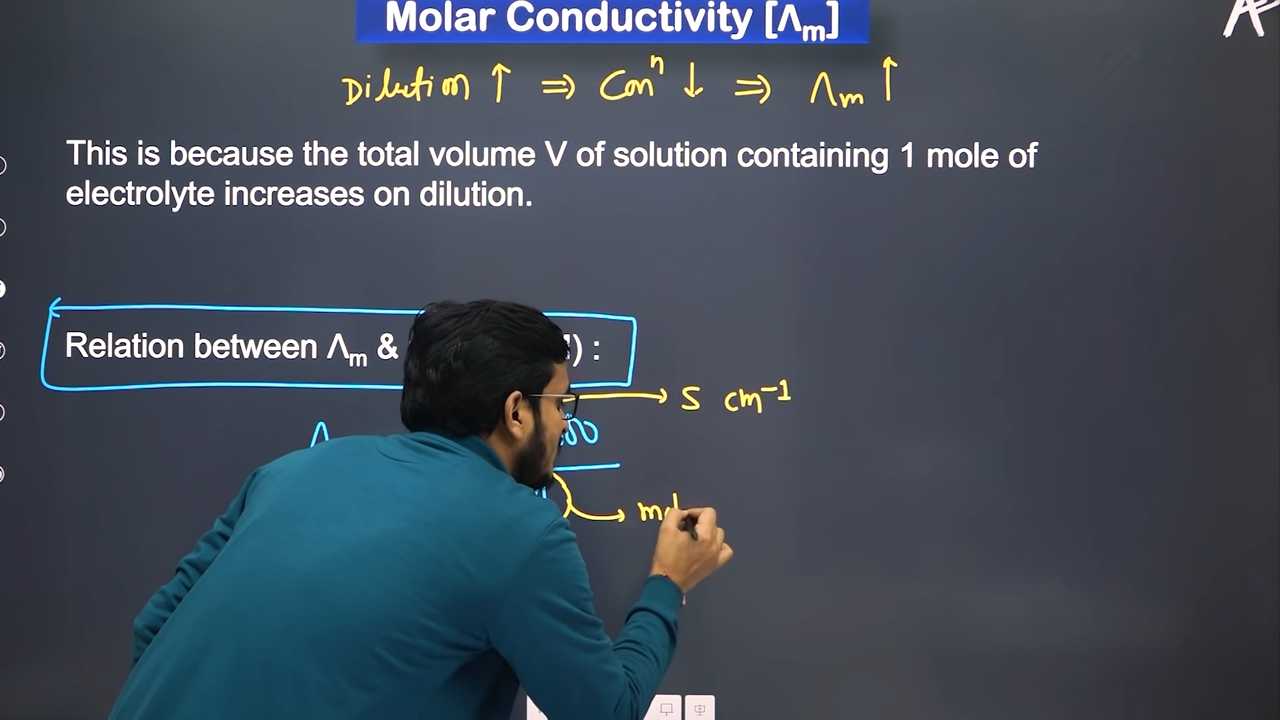 Molar Conductivity [Λm]
Dilution ↑ ⇒ Conⁿ ↓ ⇒ Λm ↑
This is because the total volume V of solution containing 1 mole of
electrolyte increases on dilution.
Relation between Λm & ) :
→ S cm⁻¹
Λ
→